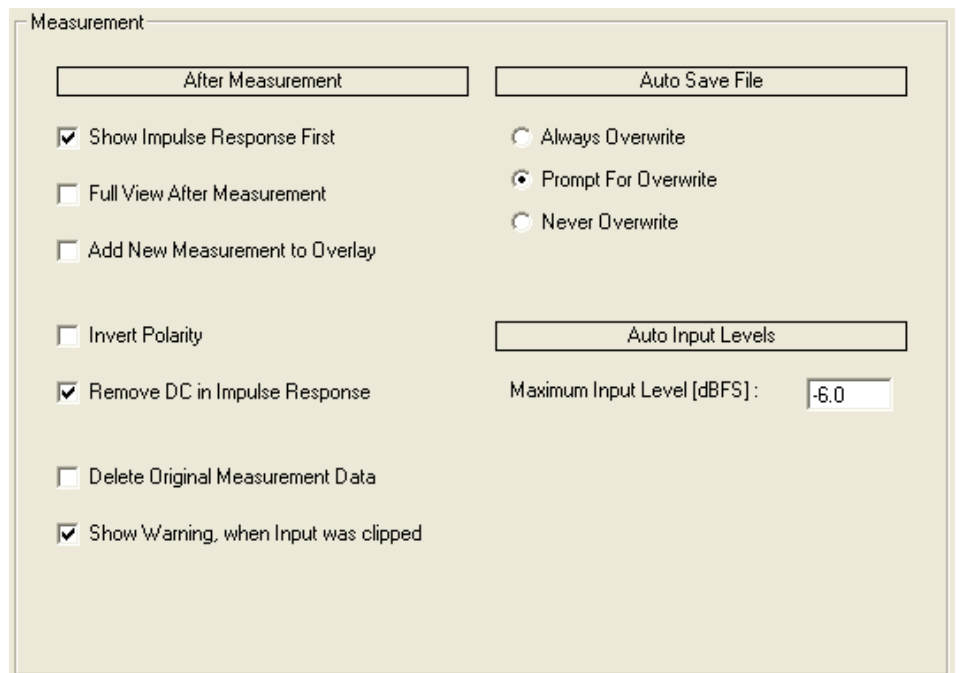 Measurement
After Measurement
Show Impulse Response First
Full View After Measurement
Add New Measurement to Overlay
Invert Polarity
Remove DC in Impulse Response
Delete Original Measurement Data
Show Warning, when Input was clipped
Auto Save File
Always Overwrite
Prompt For Overwrite
Never Overwrite
Auto Input Levels
Maximum Input Level [dBFS] : -6.0